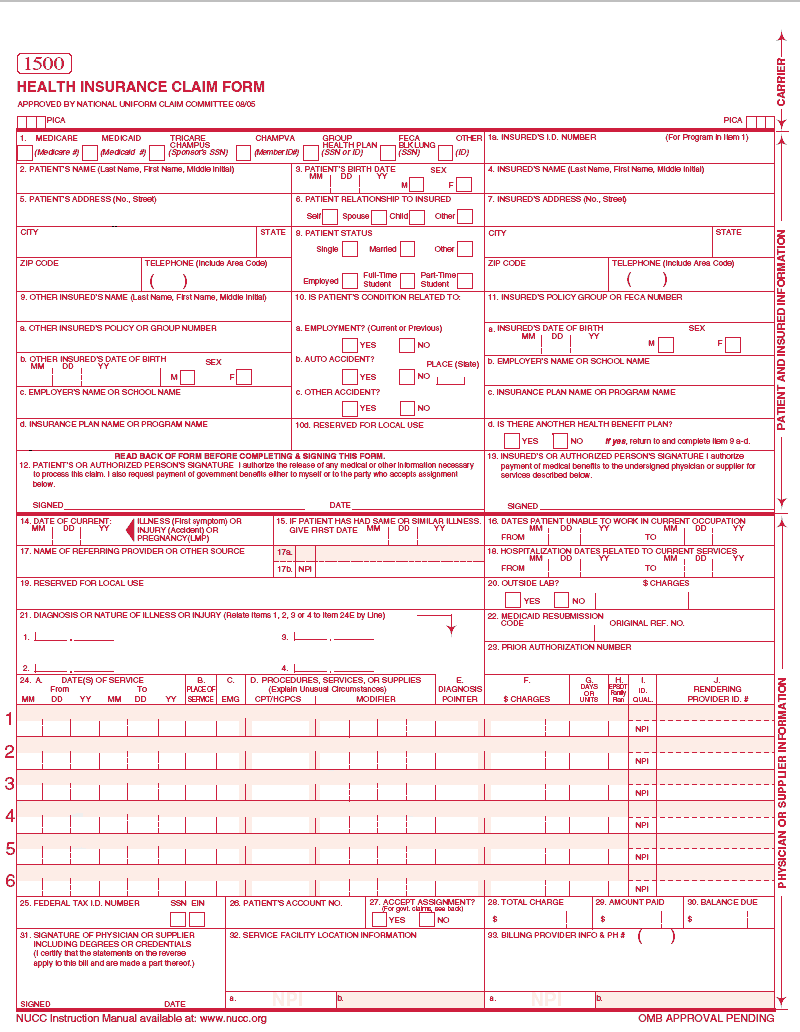 1500
HEALTH INSURANCE CLAIM FORM
APPROVED BY NATIONAL UNIFORM CLAIM COMMITTEE 08/05
PICA
PICA
CARRIER
1. MEDICARE MEDICAID TRICARE CHAMPUS CHAMPVA GROUP HEALTH PLAN FECA BLK LUNG OTHER
(Medicare #) (Medicaid #) (Sponsor's SSN) (Member ID#) (SSN or ID) (SSN) (ID)
1a. INSURED'S I.D. NUMBER (For Program in Item 1)
2. PATIENT'S NAME (Last Name, First Name, Middle Initial)
3. PATIENT'S BIRTH DATE SEX
MM DD YY M F
4. INSURED'S NAME (Last Name, First Name, Middle Initial)
5. PATIENT'S ADDRESS (No., Street)
6. PATIENT RELATIONSHIP TO INSURED
Self Spouse Child Other
7. INSURED'S ADDRESS (No., Street)
CITY STATE
8. PATIENT STATUS
Single Married Other
CITY STATE
ZIP CODE TELEPHONE (Include Area Code)
( )
Employed Full-Time Student Part-Time Student
ZIP CODE TELEPHONE (Include Area Code)
( )
9. OTHER INSURED'S NAME (Last Name, First Name, Middle Initial)
10. IS PATIENT'S CONDITION RELATED TO:
11. INSURED'S POLICY GROUP OR FECA NUMBER
a. OTHER INSURED'S POLICY OR GROUP NUMBER
a. EMPLOYMENT? (Current or Previous)
YES NO
a. INSURED'S DATE OF BIRTH SEX
MM DD YY M F
b. OTHER INSURED'S DATE OF BIRTH SEX
MM DD YY M F
b. AUTO ACCIDENT? PLACE (State)
YES NO
b. EMPLOYER'S NAME OR SCHOOL NAME
c. EMPLOYER'S NAME OR SCHOOL NAME
c. OTHER ACCIDENT?
YES NO
c. INSURANCE PLAN NAME OR PROGRAM NAME
d. INSURANCE PLAN NAME OR PROGRAM NAME
10d. RESERVED FOR LOCAL USE
d. IS THERE ANOTHER HEALTH BENEFIT PLAN?
YES NO If yes, return to and complete item 9 a-d.
PATIENT AND INSURED INFORMATION
READ BACK OF FORM BEFORE COMPLETING & SIGNING THIS FORM.
12. PATIENT'S OR AUTHORIZED PERSON'S SIGNATURE I authorize the release of any medical or other information necessary
to process this claim. I also request payment of government benefits either to myself or to the party who accepts assignment
below.
SIGNED DATE
13. INSURED'S OR AUTHORIZED PERSON'S SIGNATURE I authorize
payment of medical benefits to the undersigned physician or supplier for
services described below.
SIGNED
14. DATE OF CURRENT:
MM DD YY
ILLNESS (First symptom) OR
INJURY (Accident) OR
PREGNANCY(LMP)
15. IF PATIENT HAS HAD SAME OR SIMILAR ILLNESS.
GIVE FIRST DATE MM DD YY
16. DATES PATIENT UNABLE TO WORK IN CURRENT OCCUPATION
MM DD YY MM DD YY
FROM TO
17. NAME OF REFERRING PROVIDER OR OTHER SOURCE
17a.
17b. NPI
18. HOSPITALIZATION DATES RELATED TO CURRENT SERVICES
MM DD YY MM DD YY
FROM TO
19. RESERVED FOR LOCAL USE
20. OUTSIDE LAB? $ CHARGES
YES NO
21. DIAGNOSIS OR NATURE OF ILLNESS OR INJURY (Relate Items 1, 2, 3 or 4 to Item 24E by Line)
1. . 3. .
2. . 4. .
22. MEDICAID RESUBMISSION
CODE ORIGINAL REF. NO.
23. PRIOR AUTHORIZATION NUMBER
24. A. DATE(S) OF SERVICE
From To
MM DD YY MM DD YY
B.
PLACE OF
SERVICE
C.
EMG
D. PROCEDURES, SERVICES, OR SUPPLIES
(Explain Unusual Circumstances)
CPT/HCPCS MODIFIER
E.
DIAGNOSIS
POINTER
F.
$ CHARGES
G.
DAYS
OR
UNITS
H.
EPSDT
Family
Plan
I.
ID.
QUAL.
J.
RENDERING
PROVIDER ID. #
1
NPI
2
NPI
3
NPI
4
NPI
5
NPI
6
NPI
PHYSICIAN OR SUPPLIER INFORMATION
25. FEDERAL TAX I.D. NUMBER SSN EIN
26. PATIENT'S ACCOUNT NO.
27. ACCEPT ASSIGNMENT?
(For govt. claims, see back)
YES NO
28. TOTAL CHARGE
$
29. AMOUNT PAID
$
30. BALANCE DUE
$
31. SIGNATURE OF PHYSICIAN OR SUPPLIER
INCLUDING DEGREES OR CREDENTIALS
(I certify that the statements on the reverse
apply to this bill and are made a part thereof.)
SIGNED DATE
32. SERVICE FACILITY LOCATION INFORMATION
a. NPI b.
33. BILLING PROVIDER INFO & PH # ( )
a. NPI b.
NUCC Instruction Manual available at: www.nucc.org
OMB APPROVAL PENDING